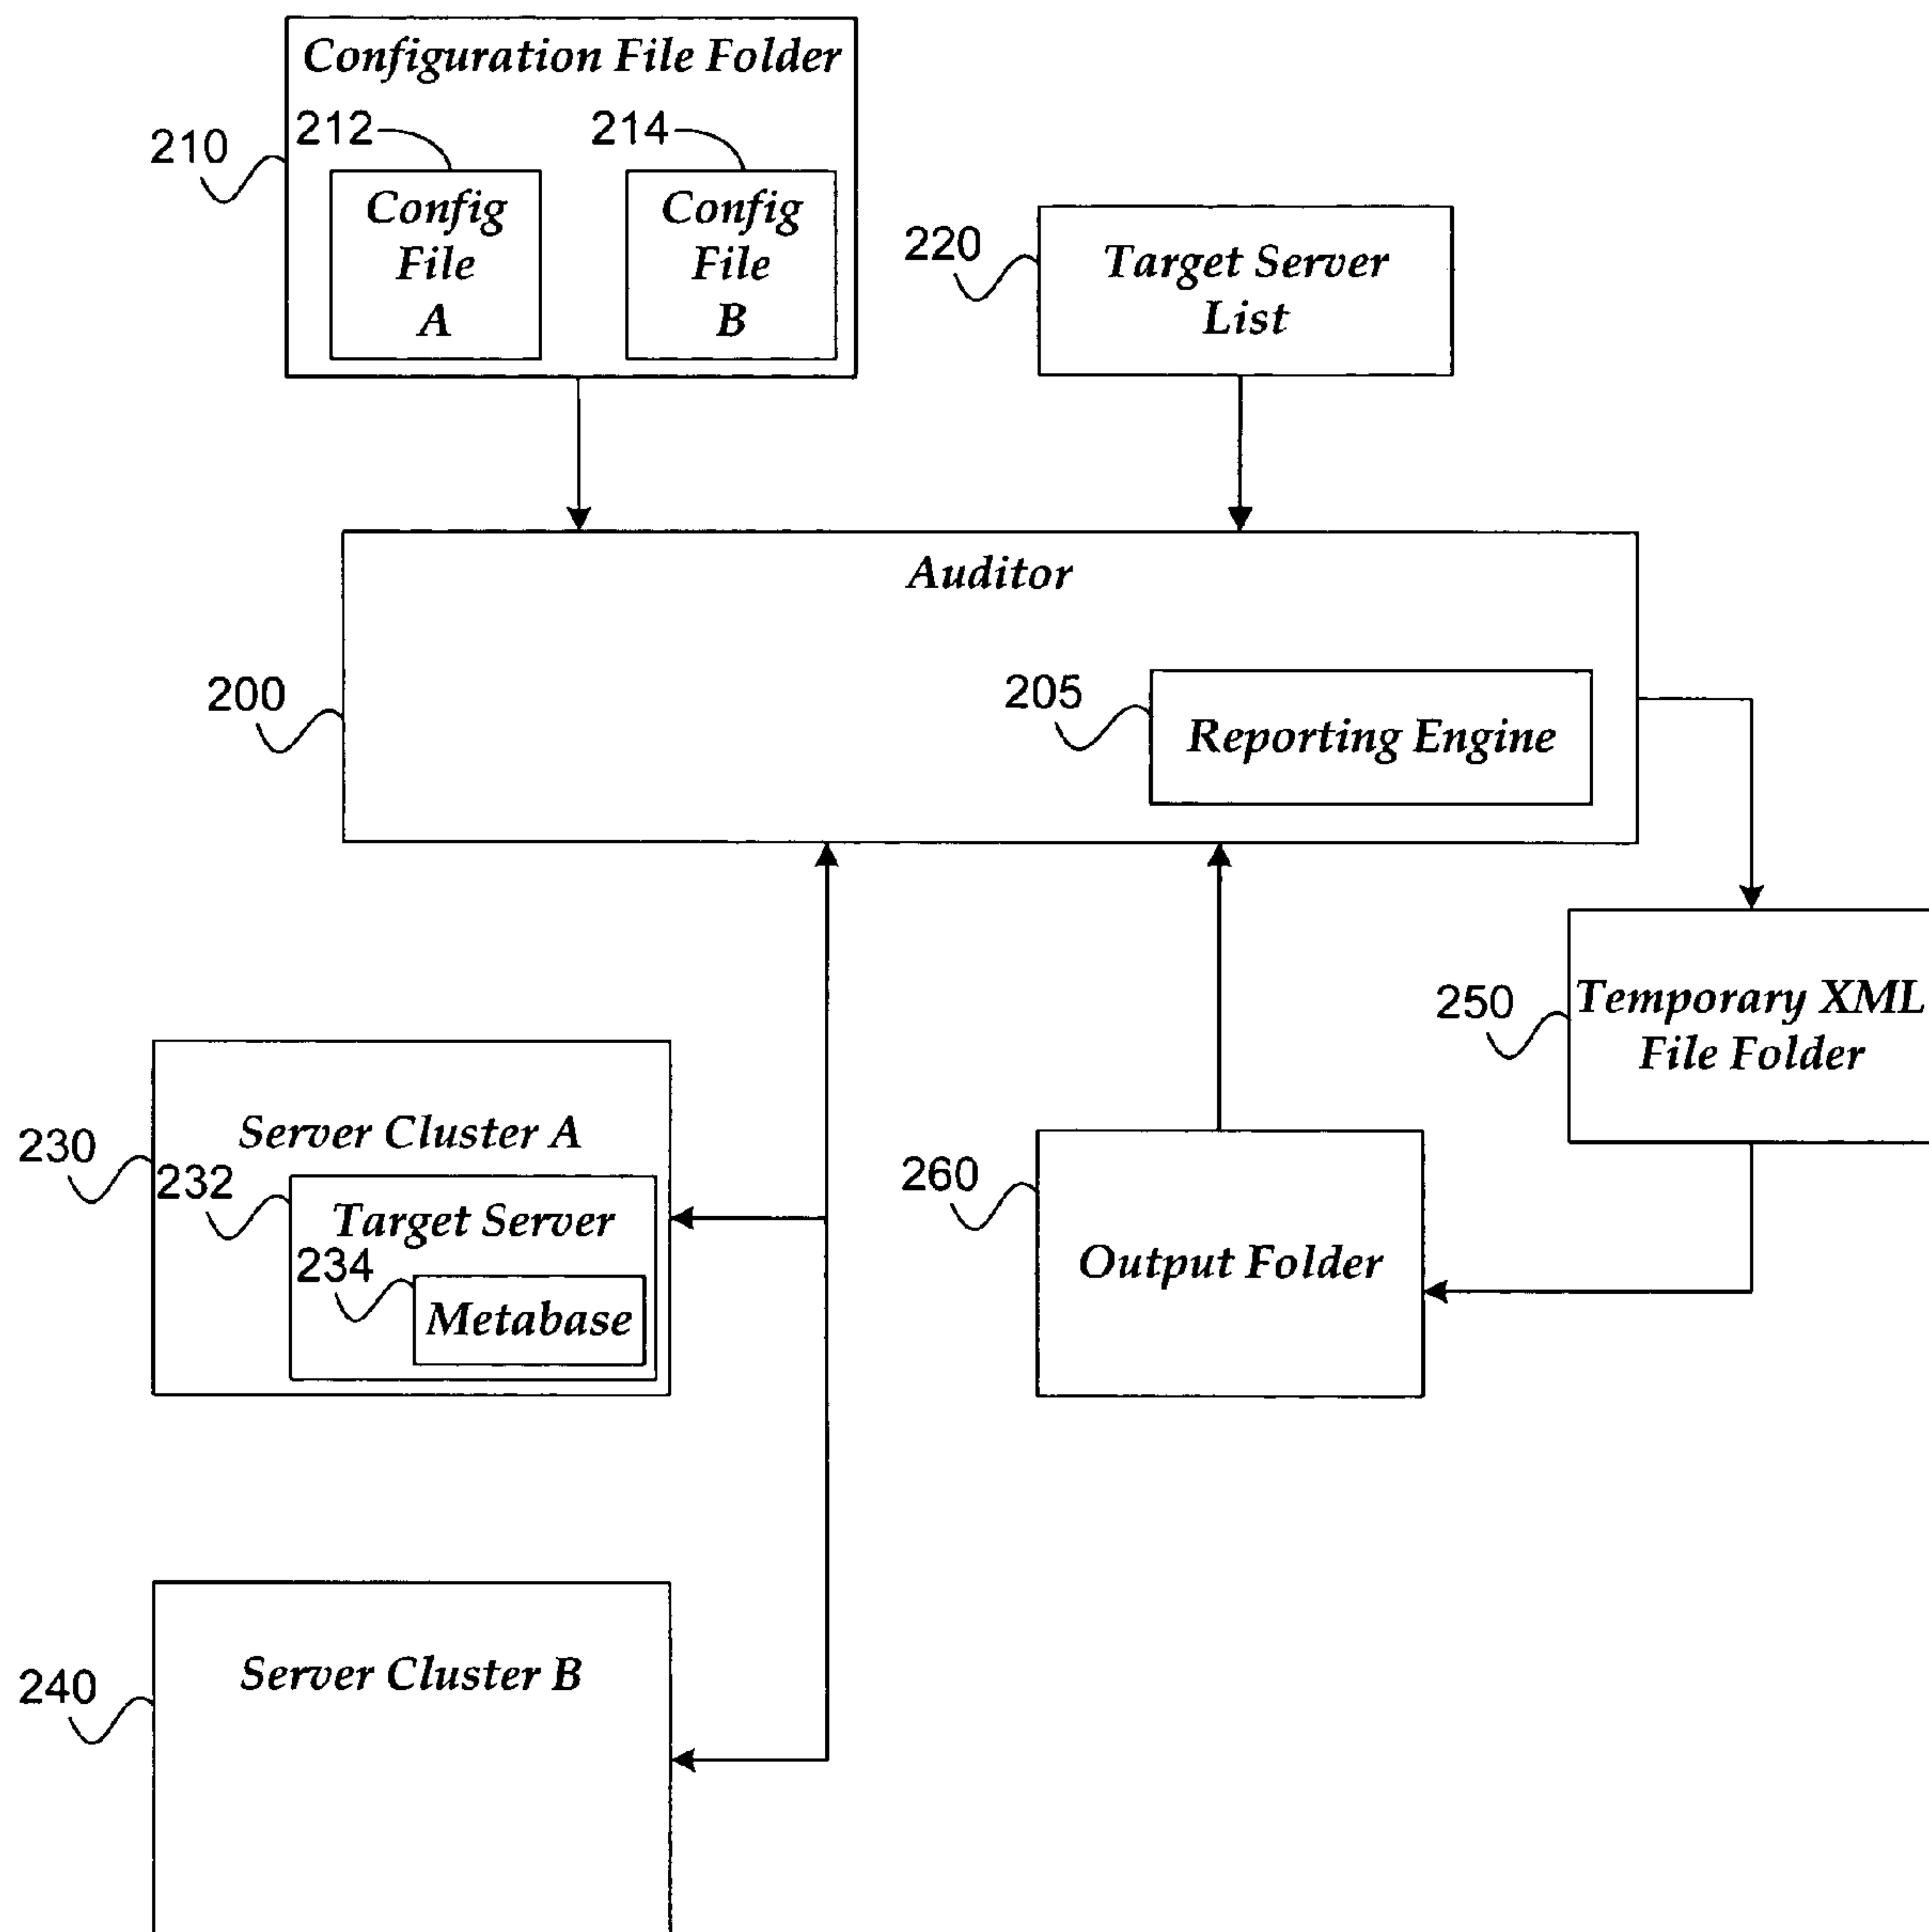 Configuration File Folder
210
212
214
Config
File
A
Config
File
B
220
Target Server
List
Auditor
200
205
Reporting Engine
250
Temporary XML
File Folder
230
Server Cluster A
232
Target Server
234
Metabase
260
Output Folder
240
Server Cluster B